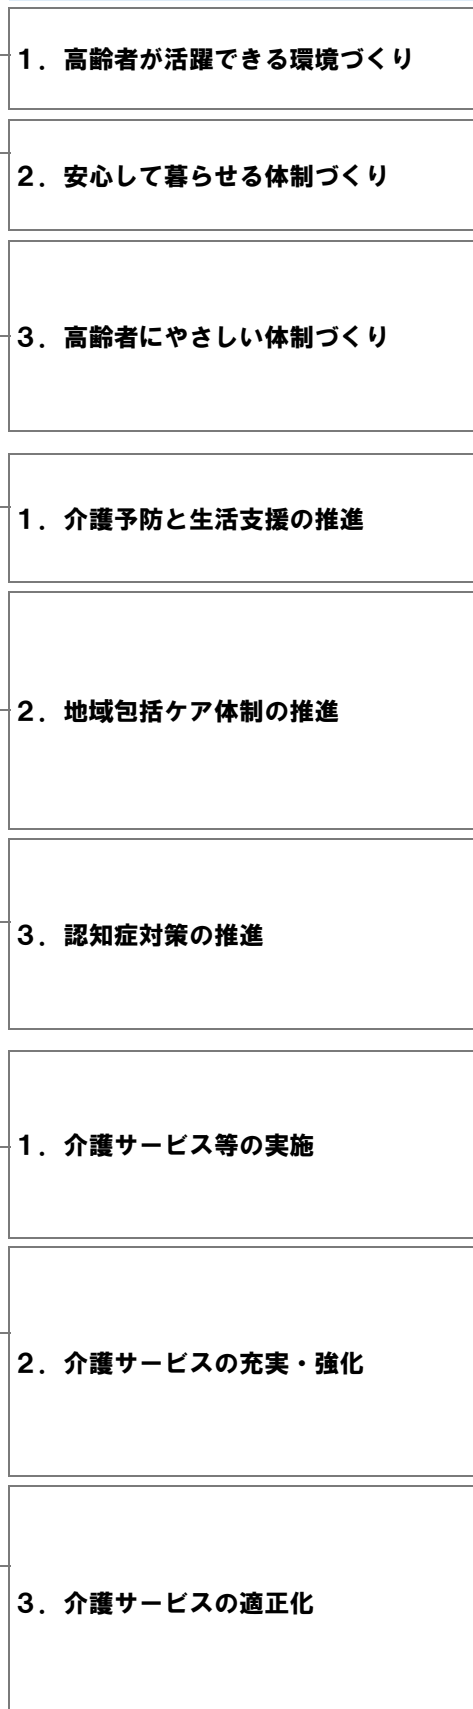 １．高齢者が活躍できる環境づくり
２．安心して暮らせる体制づくり
３．高齢者にやさしい体制づくり
１．介護予防と生活支援の推進
２．地域包括ケア体制の推進
３．認知症対策の推進
１．介護サービス等の実施
２．介護サービスの充実・強化
３．介護サービスの適正化